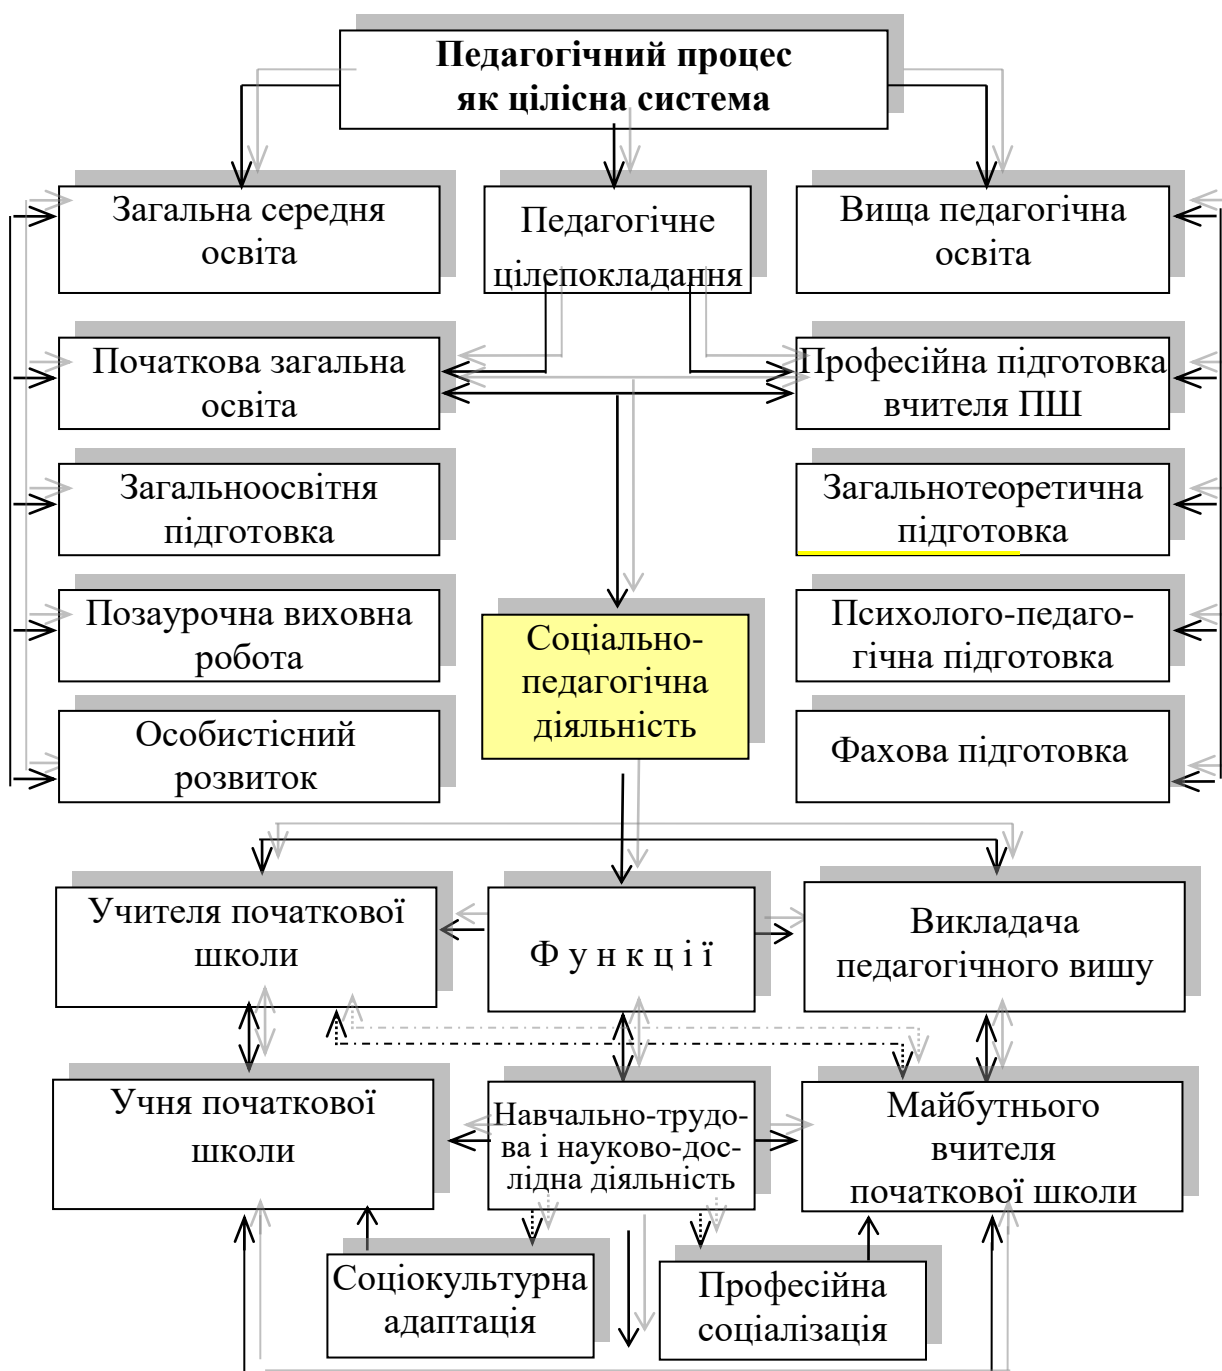 Педагогічний процес
як цілісна система
Загальна середня
освіта
Педагогічне
цілепокладання
Вища педагогічна
освіта
Початкова загальна
освіта
Професійна підготовка
вчителя ПШ
Загальноосвітня
підготовка
Загальнотеоретична
підготовка
Позаурочна виховна
робота
Соціально-
педагогічна
діяльність
Психолого-педаго-
гічна підготовка
Особистісний
розвиток
Фахова підготовка
Учителя початкової
школи
Ф у н к ц і ї
Викладача
педагогічного вишу
Учня початкової
школи
Навчально-трудо-
ва і науково-дос-
лідна діяльність
Майбутнього
вчителя
початкової школи
Соціокультурна
адаптація
Професійна
соціалізація